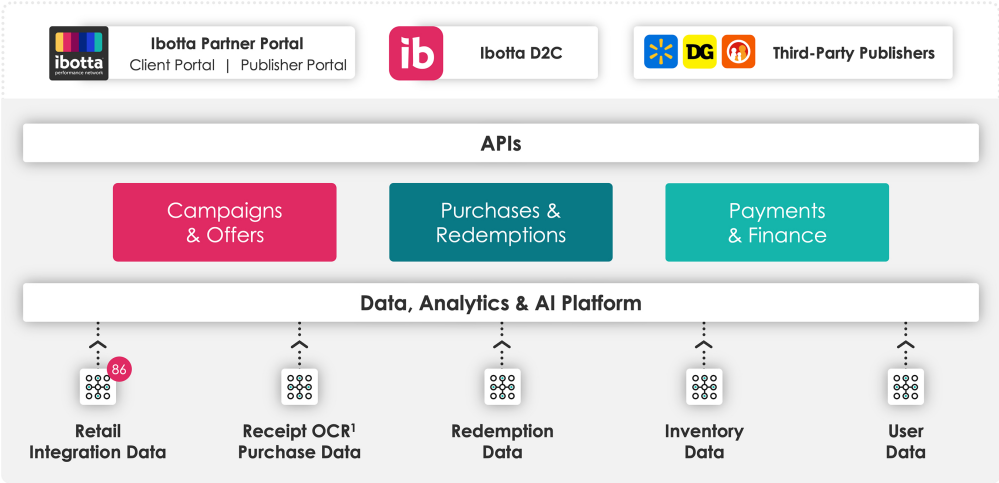 ibotta
performance network
Ibotta Partner Portal
Client Portal | Publisher Portal
ib
Ibotta D2C
DG
Third-Party Publishers
APIs
Campaigns
& Offers
Purchases &
Redemptions
Payments
& Finance
Data, Analytics & AI Platform
86
Retail
Integration Data
Receipt OCR¹
Purchase Data
Redemption
Data
Inventory
Data
User
Data